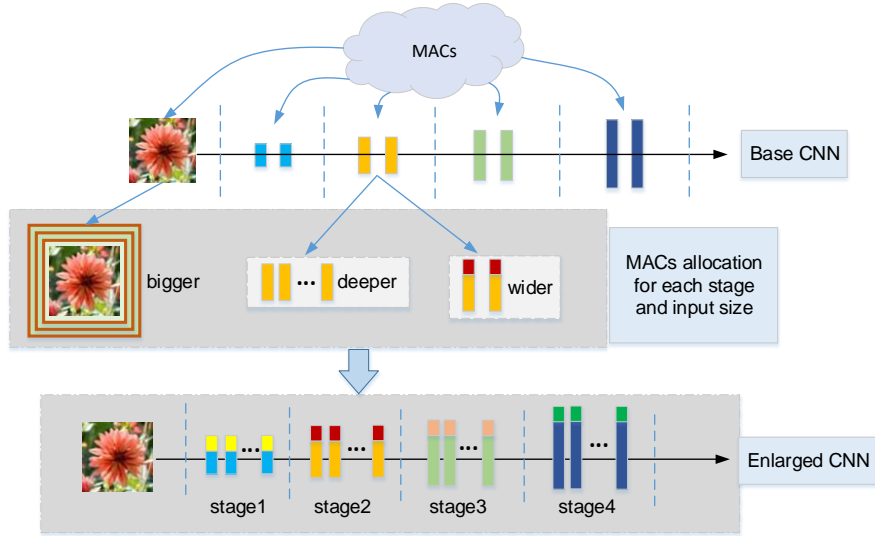 MACs
Base CNN
bigger
deeper
wider
MACs allocation
for each stage
and input size
Enlarged CNN
stage1
stage2
stage3
stage4